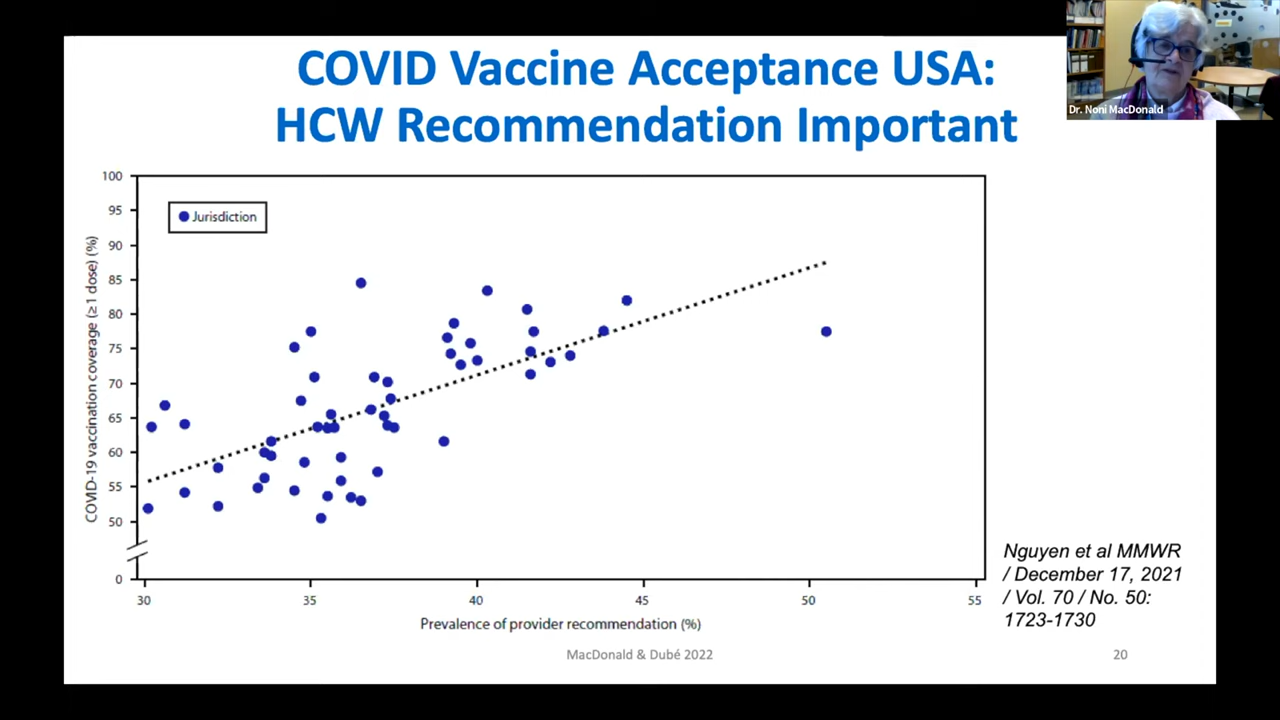 COVID Vaccine Acceptance USA:
HCW Recommendation Important
Dr. Noni MacDonald
Jurisdiction
COVID-19 vaccination coverage (≥1 dose) (%)
100
95
90
85
80
75
70
65
60
55
50
0
30
35
40
45
50
55
Prevalence of provider recommendation (%)
Nguyen et al MMWR
/ December 17, 2021
/ Vol. 70 / No. 50:
1723-1730
MacDonald & Dubé 2022
20